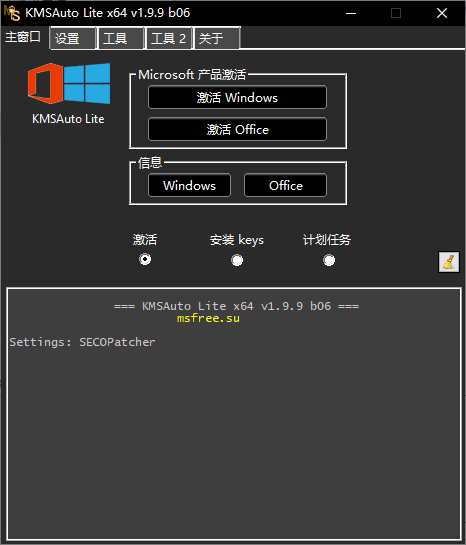 KMSAuto Lite x64 v1.9.9 b06
主窗口 设置 工具 工具 2 关于
Microsoft 产品激活
激活 Windows
激活 Office
KMSAuto Lite
信息
Windows Office
激活 安装 keys 计划任务
=== KMSAuto Lite x64 v1.9.9 b06 ===
msfree.su
Settings: SECOPatcher